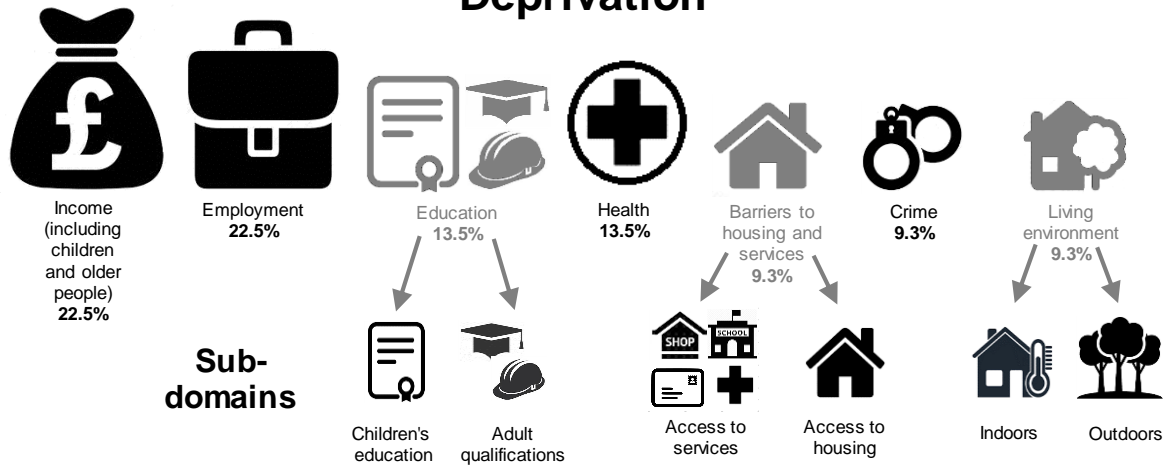 Deprivation
£
Income
(including
children
and older
people)
22.5%
Employment
22.5%
Education
13.5%
Health
13.5%
Barriers to
housing and
services
9.3%
Crime
9.3%
Living
environment
9.3%
Sub-
domains
SHOP
SCHOOL
Children's
education
Adult
qualifications
Access to
services
Access to
housing
Indoors
Outdoors